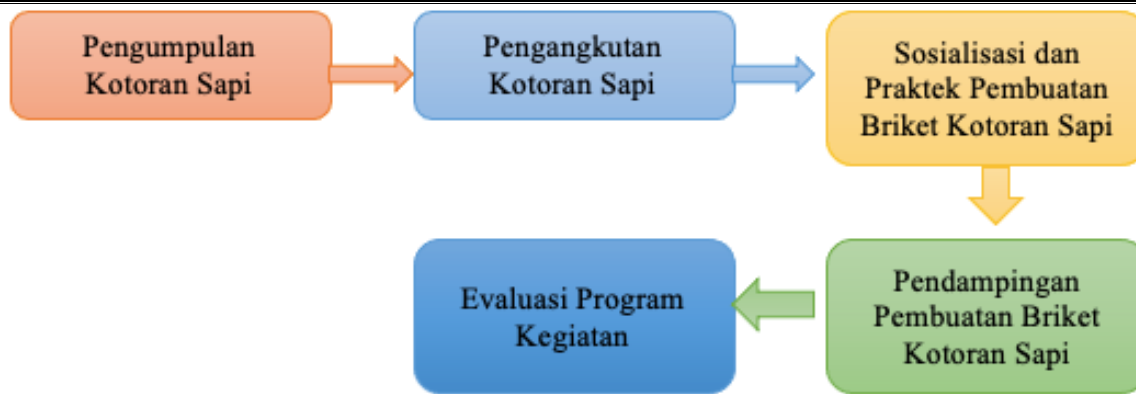 Pengumpulan
Kotoran Sapi
Pengangkutan
Kotoran Sapi
Sosialisasi dan
Praktek Pembuatan
Briket Kotoran Sapi
Pendampingan
Pembuatan Briket
Kotoran Sapi
Evaluasi Program
Kegiatan